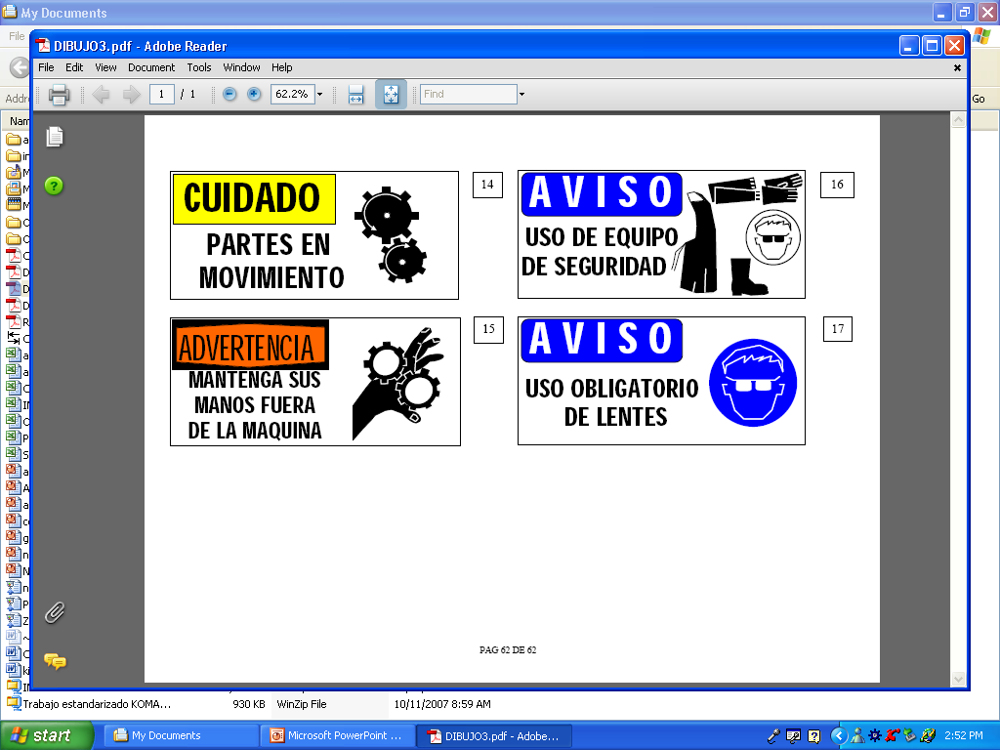 My Documents
File
Addr
Go
Nam
DIBUJO3.pdf - Adobe Reader
File Edit View Document Tools Window Help
1 / 1 62.2% Find
CUIDADO
PARTES EN
MOVIMIENTO
14
AVISO
USO DE EQUIPO
DE SEGURIDAD
16
ADVERTENCIA
MANTENGA SUS
MANOS FUERA
DE LA MAQUINA
15
AVISO
USO OBLIGATORIO
DE LENTES
17
PAG 62 DE 62
Trabajo estandarizado KOMA... 930 KB WinZip File 10/11/2007 8:59 AM
start My Documents Microsoft PowerPoint ... DIBUJO3.pdf - Adobe... 2:52 PM